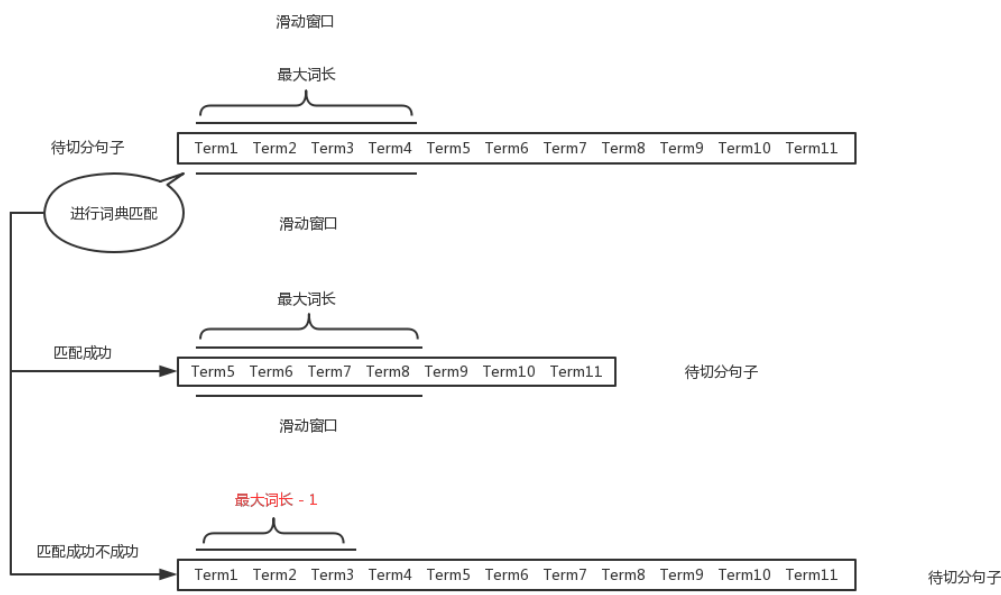 滑动窗口
最大词长
待切分句子
Term1 Term2 Term3 Term4 Term5 Term6 Term7 Term8 Term9 Term10 Term11
进行词典匹配
滑动窗口
最大词长
匹配成功
Term5 Term6 Term7 Term8 Term9 Term10 Term11
待切分句子
滑动窗口
最大词长 - 1
匹配成功不成功
Term1 Term2 Term3 Term4 Term5 Term6 Term7 Term8 Term9 Term10 Term11
待切分句子